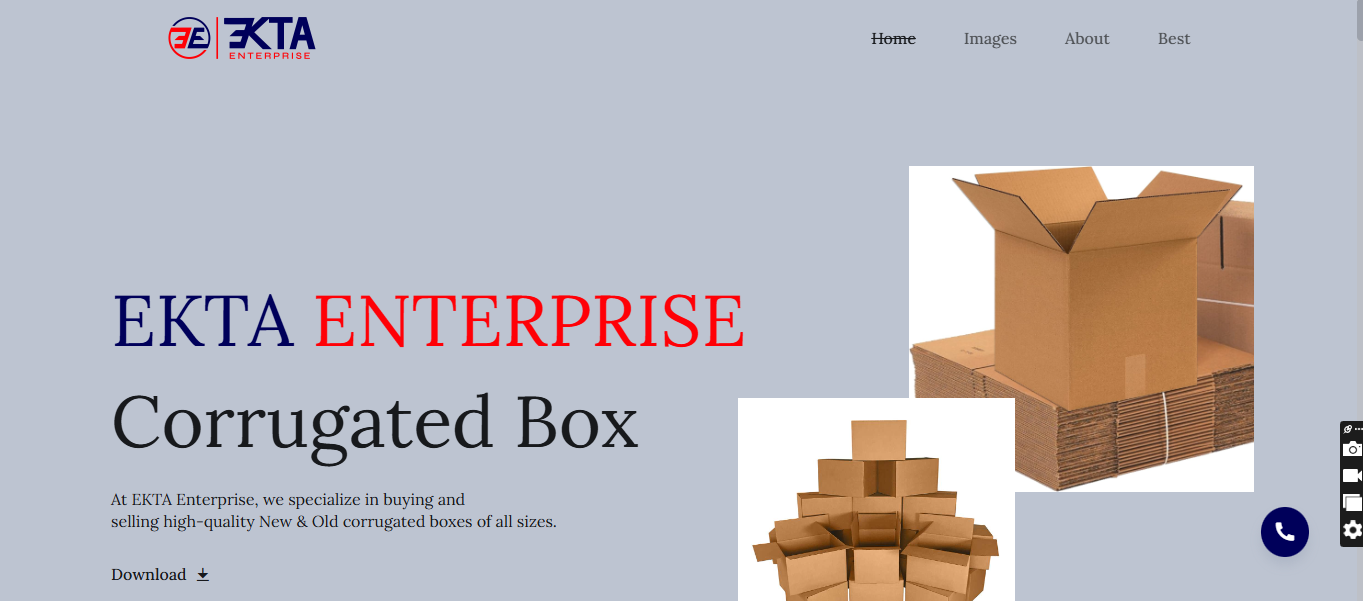 EE EKTA
ENTERPRISE
Home Images About Best
EKTA ENTERPRISE
Corrugated Box
At EKTA Enterprise, we specialize in buying and
selling high-quality New & Old corrugated boxes of all sizes.
Download